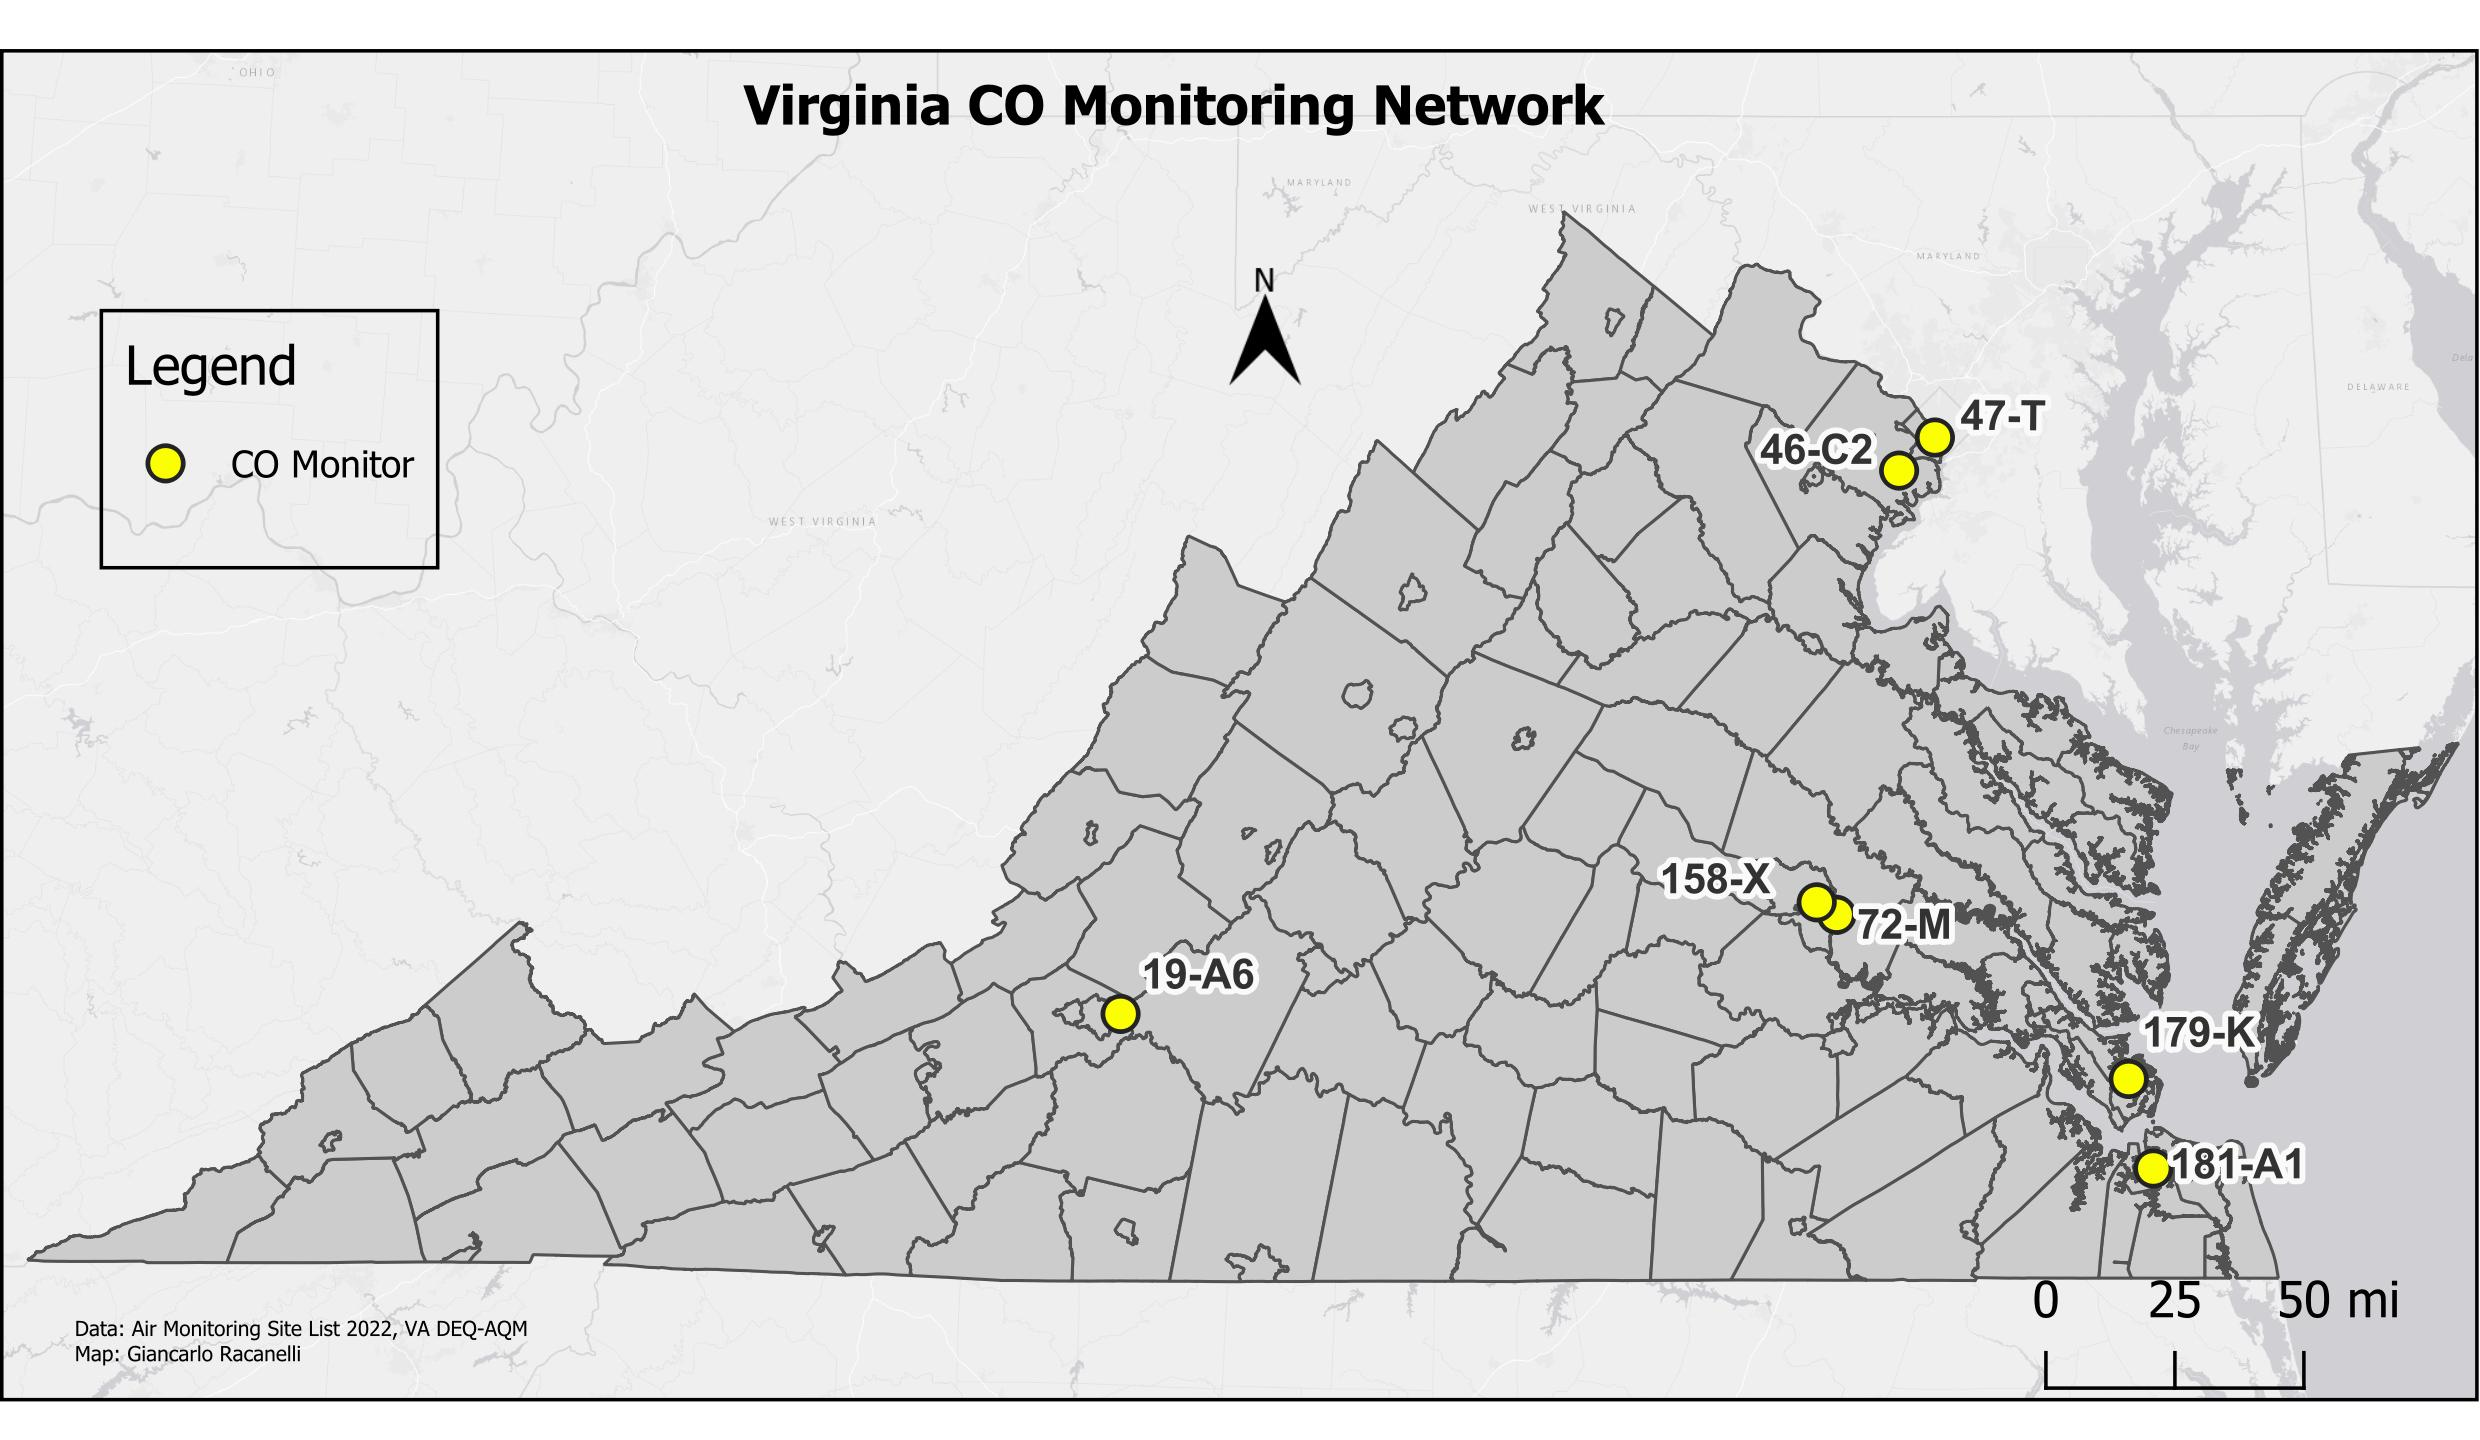 OHIO
Virginia CO Monitoring Network
MARYLAND
WEST VIRGINIA
MARYLAND
N
Legend
CO Monitor
DELAWARE
47-T
46-C2
WEST VIRGINIA
Chesapeake
Bay
158-X
72-M
19-A6
179-K
181-A1
0 25 50 mi
Data: Air Monitoring Site List 2022, VA DEQ-AQM
Map: Giancarlo Racanelli